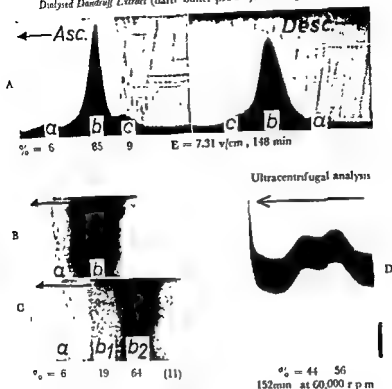 Dialysed Dandruff Extract
Asc. Desc.
A
a b c c b a
% = 6 85 9 E = 7.31 v/cm, 148 min
Ultracentrifugal analysis
B
a b
D
C
a b1 b2
% = 6 19 64 (11)
% = 44 56
152min at 60,000 r p m